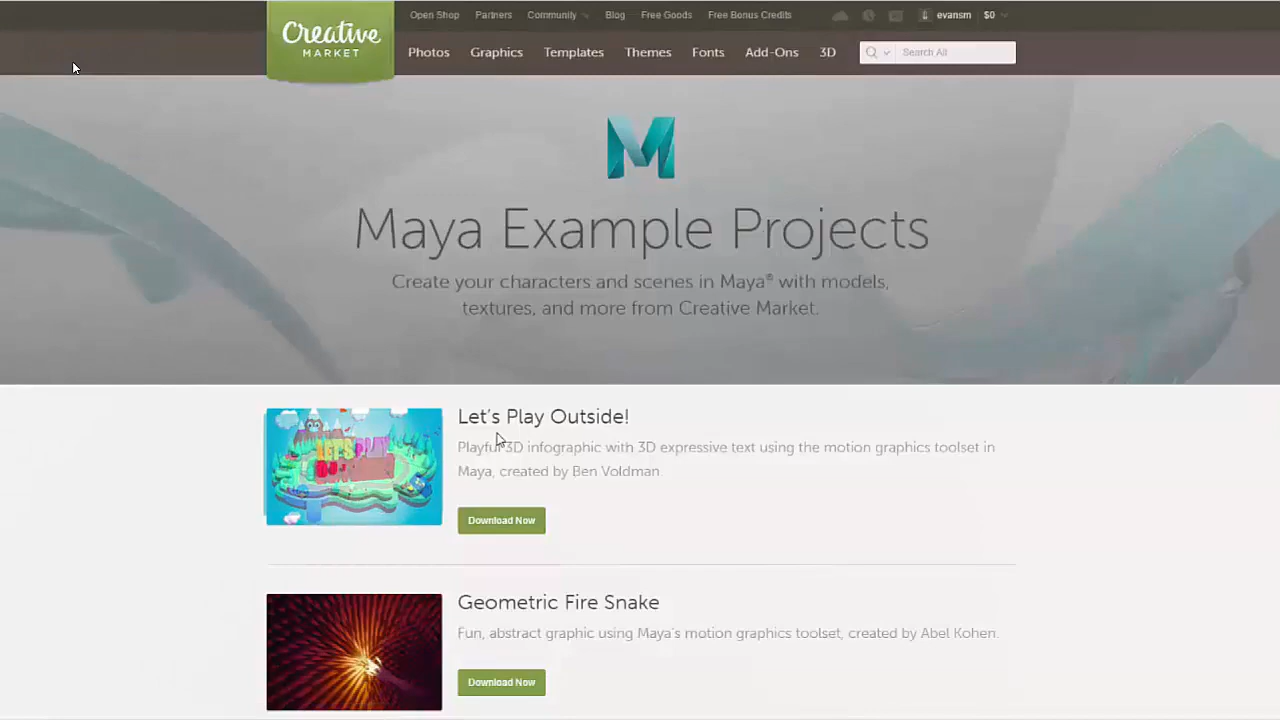 Open Shop Partners Community Blog Free Goods Free Bonus Credits evansm $0
Creative
MARKET
Photos Graphics Templates Themes Fonts Add-Ons 3D Search All
M
Maya Example Projects
Create your characters and scenes in Maya® with models,
textures, and more from Creative Market.
Let's Play Outside!
Playful 3D infographic with 3D expressive text using the motion graphics toolset in
Maya, created by Ben Voldman.
LET'S PLAY
Download Now
Geometric Fire Snake
Fun, abstract graphic using Maya's motion graphics toolset, created by Abel Kohen.
Download Now